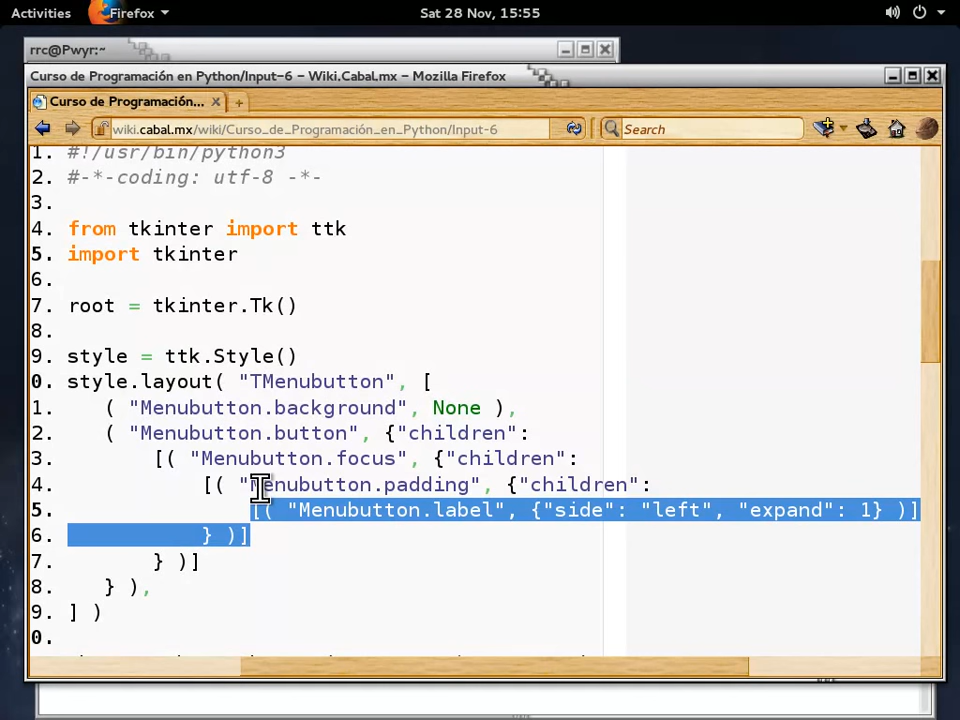 Activities Firefox Sat 28 Nov, 15:55
rrc@Pwyr:~
Curso de Programación en Python/Input-6 – Wiki.Cabal.mx – Mozilla Firefox
Curso de Programación... × +
wiki.cabal.mx/wiki/Curso_de_Programación_en_Python/Input-6 Search
1. #!/usr/bin/python3
2. #-*-coding: utf-8 -*-
3.
4. from tkinter import ttk
5. import tkinter
6.
7. root = tkinter.Tk()
8.
9. style = ttk.Style()
0. style.layout( "TMenubutton", [
1. ( "Menubutton.background", None ),
2. ( "Menubutton.button", {"children":
3. [( "Menubutton.focus", {"children":
4. [( "Menubutton.padding", {"children":
5. [( "Menubutton.label", {"side": "left", "expand": 1} )]
6. } )]
7. } )]
8. } ),
9. ] )
0.